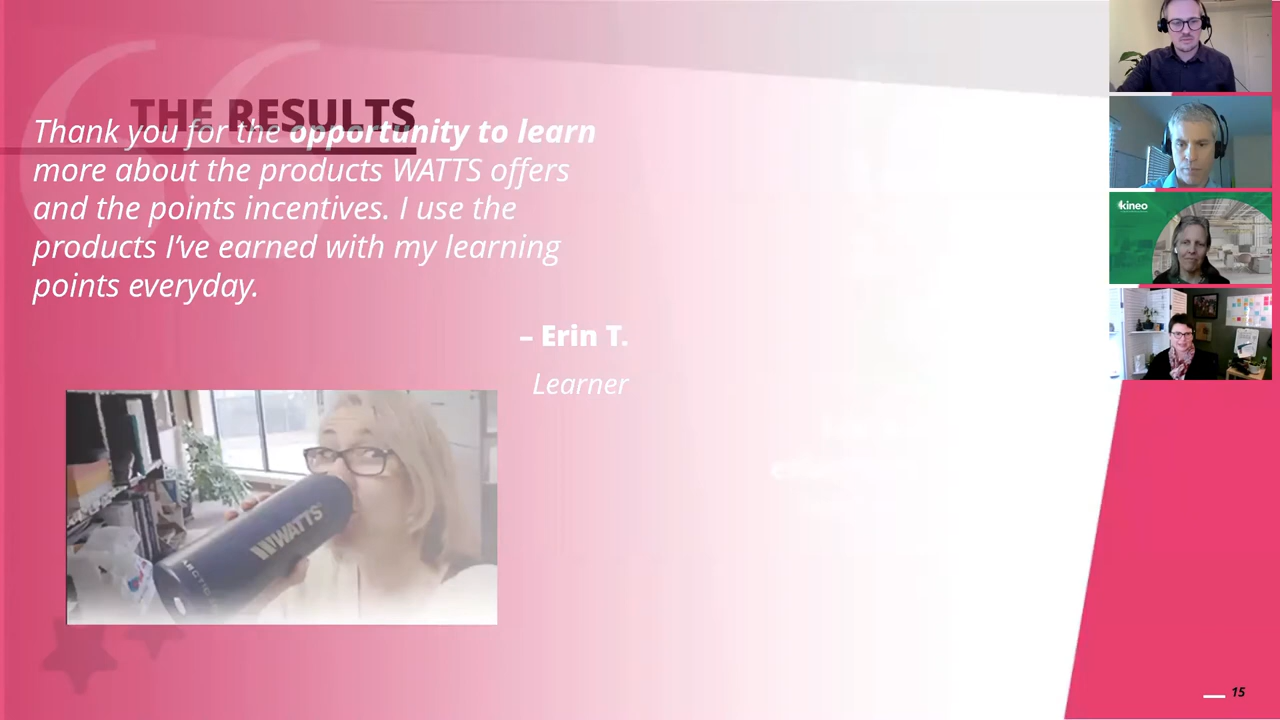 THE RESULTS
Thank you for the opportunity to learn
more about the products WATTS offers
and the points incentives. I use the
products I've earned with my learning
points everyday.
– Erin T.
Learner
WATTS
kineo
15